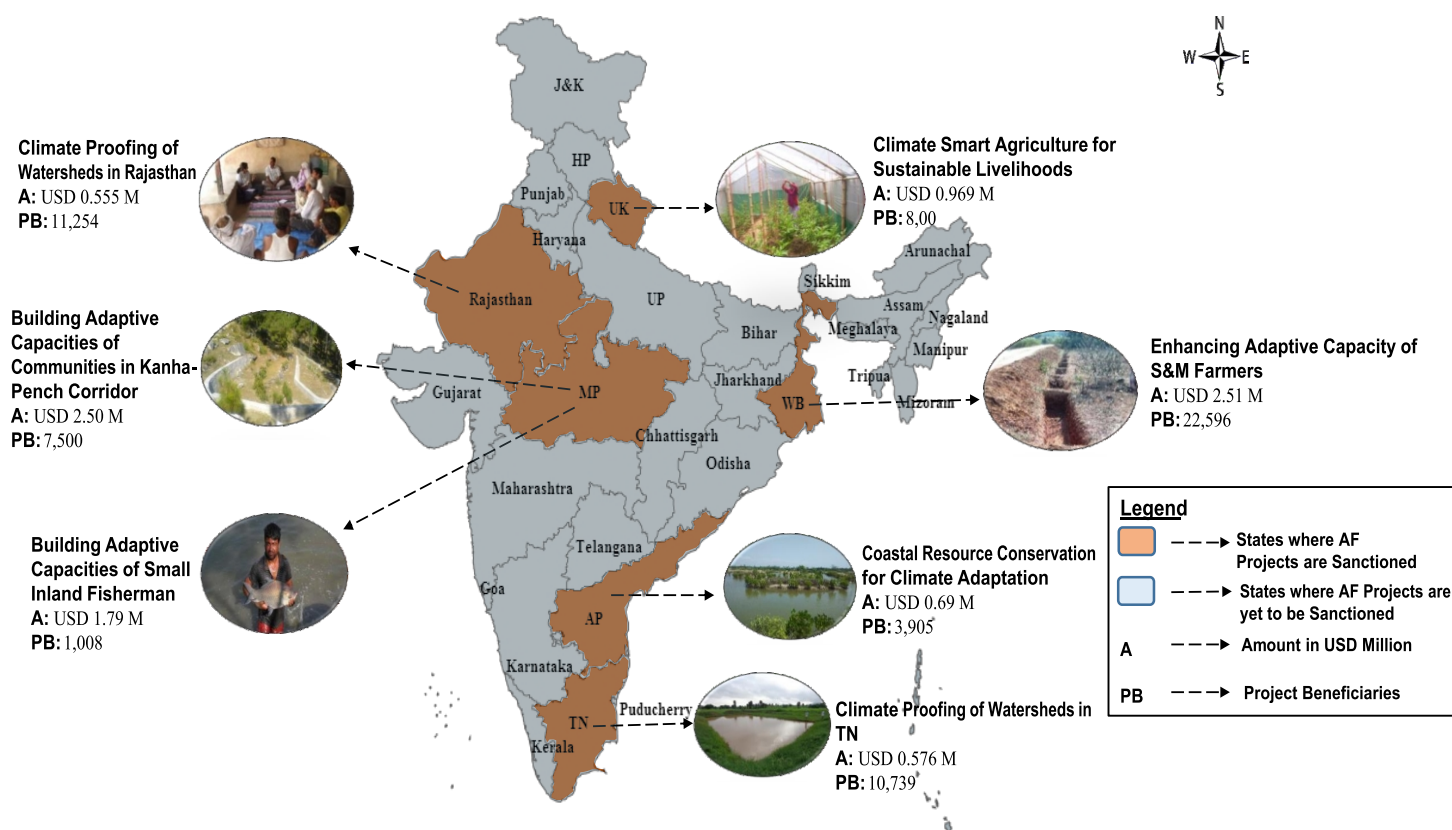 N
W E
S
J&K
HP
Punjab
UK
Haryana
Rajasthan
UP
Sikkim
Arunachal
Assam
Nagaland
Meghalaya
Manipur
Bihar
Tripua
Mizoram
Jharkhand
WB
Gujarat
MP
Chhattisgarh
Odisha
Maharashtra
Telangana
Goa
AP
Karnataka
Puducherry
TN
Kerala
Climate Proofing of
Watersheds in Rajasthan
A: USD 0.555 M
PB: 11,254
Building Adaptive
Capacities of
Communities in Kanha-
Pench Corridor
A: USD 2.50 M
PB: 7,500
Building Adaptive
Capacities of Small
Inland Fisherman
A: USD 1.79 M
PB: 1,008
Climate Smart Agriculture for
Sustainable Livelihoods
A: USD 0.969 M
PB: 8,00
Enhancing Adaptive Capacity of
S&M Farmers
A: USD 2.51 M
PB: 22,596
Coastal Resource Conservation
for Climate Adaptation
A: USD 0.69 M
PB: 3,905
Climate Proofing of Watersheds in
TN
A: USD 0.576 M
PB: 10,739
Legend
States where AF
Projects are Sanctioned
States where AF Projects are
yet to be Sanctioned
A Amount in USD Million
PB Project Beneficiaries